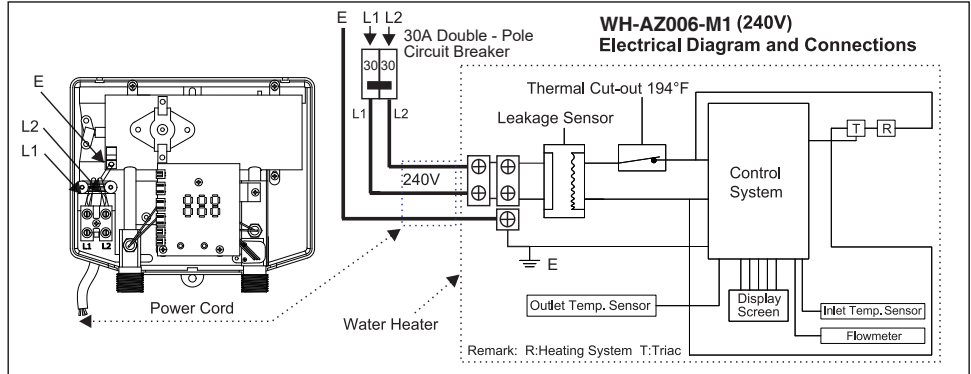 WH-AZ006-M1 (240V)
Electrical Diagram and Connections
E L1 L2
30A Double - Pole
Circuit Breaker
30 30
L1 L2
E
L2
L1
L1 L2
Power Cord
240V
Water Heater
Leakage Sensor
Thermal Cut-out 194°F
Control
System
T R
E
Outlet Temp. Sensor
Display
Screen
Inlet Temp. Sensor
Flowmeter
Remark: R:Heating System T:Triac